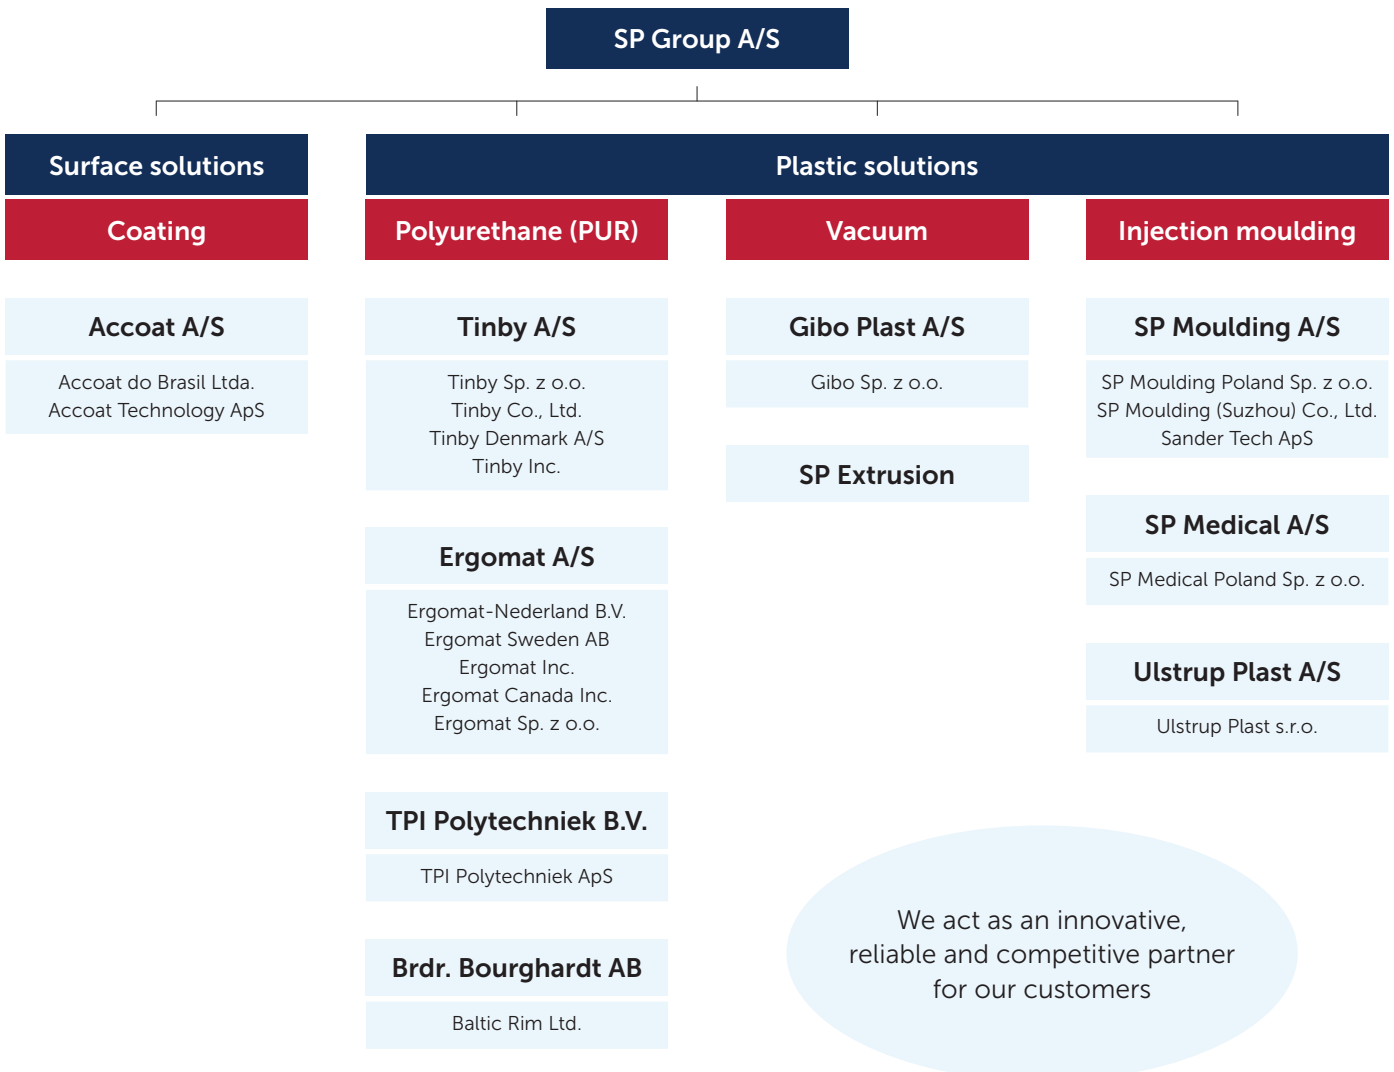 SP Group A/S
Surface solutions
Plastic solutions
Coating
Polyurethane (PUR)
Vacuum
Injection moulding
Accoat A/S
Accoat do Brasil Ltda.
Accoat Technology ApS
Tinby A/S
Tinby Sp. z o.o.
Tinby Co., Ltd.
Tinby Denmark A/S
Tinby Inc.
Ergomat A/S
Ergomat-Nederland B.V.
Ergomat Sweden AB
Ergomat Inc.
Ergomat Canada Inc.
Ergomat Sp. z o.o.
TPI Polytechniek B.V.
TPI Polytechniek ApS
Brdr. Bourghardt AB
Baltic Rim Ltd.
Gibo Plast A/S
Gibo Sp. z o.o.
SP Extrusion
SP Moulding A/S
SP Moulding Poland Sp. z o.o.
SP Moulding (Suzhou) Co., Ltd.
Sander Tech ApS
SP Medical A/S
SP Medical Poland Sp. z o.o.
Ulstrup Plast A/S
Ulstrup Plast s.r.o.
We act as an innovative,
reliable and competitive partner
for our customers